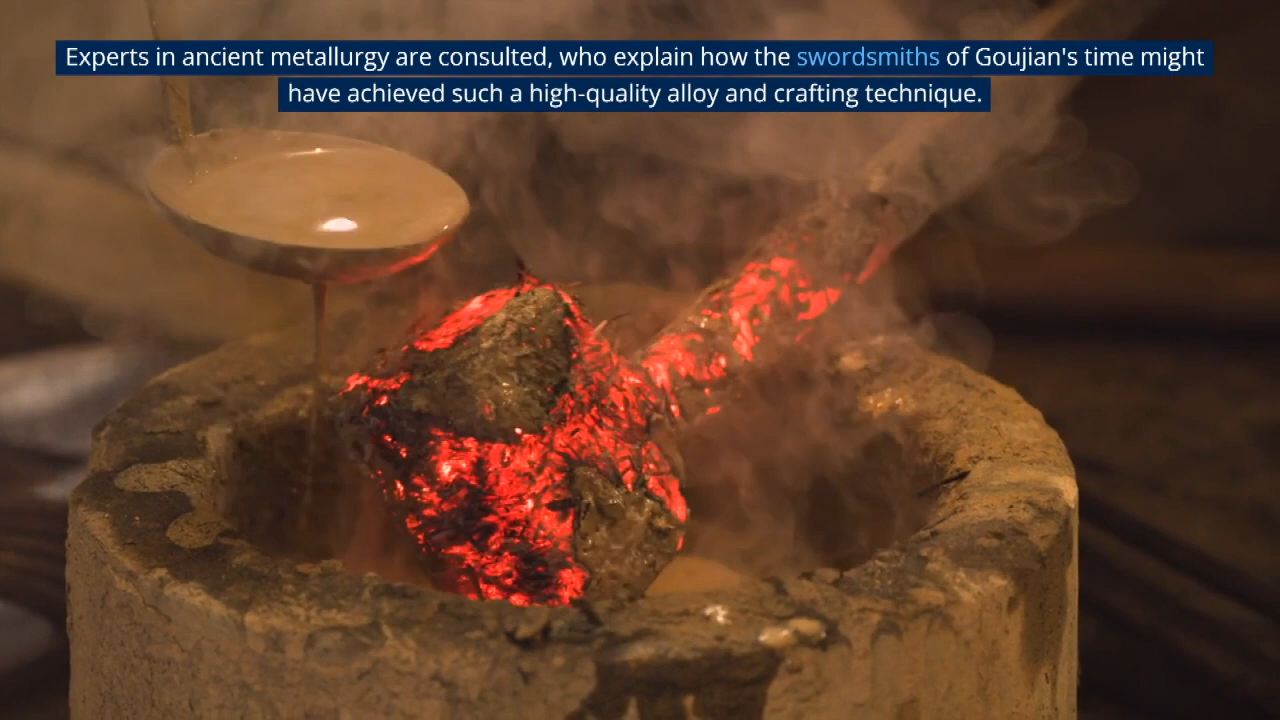 Experts in ancient metallurgy are consulted, who explain how the swordsmiths of Goujian's time might
have achieved such a high-quality alloy and crafting technique.